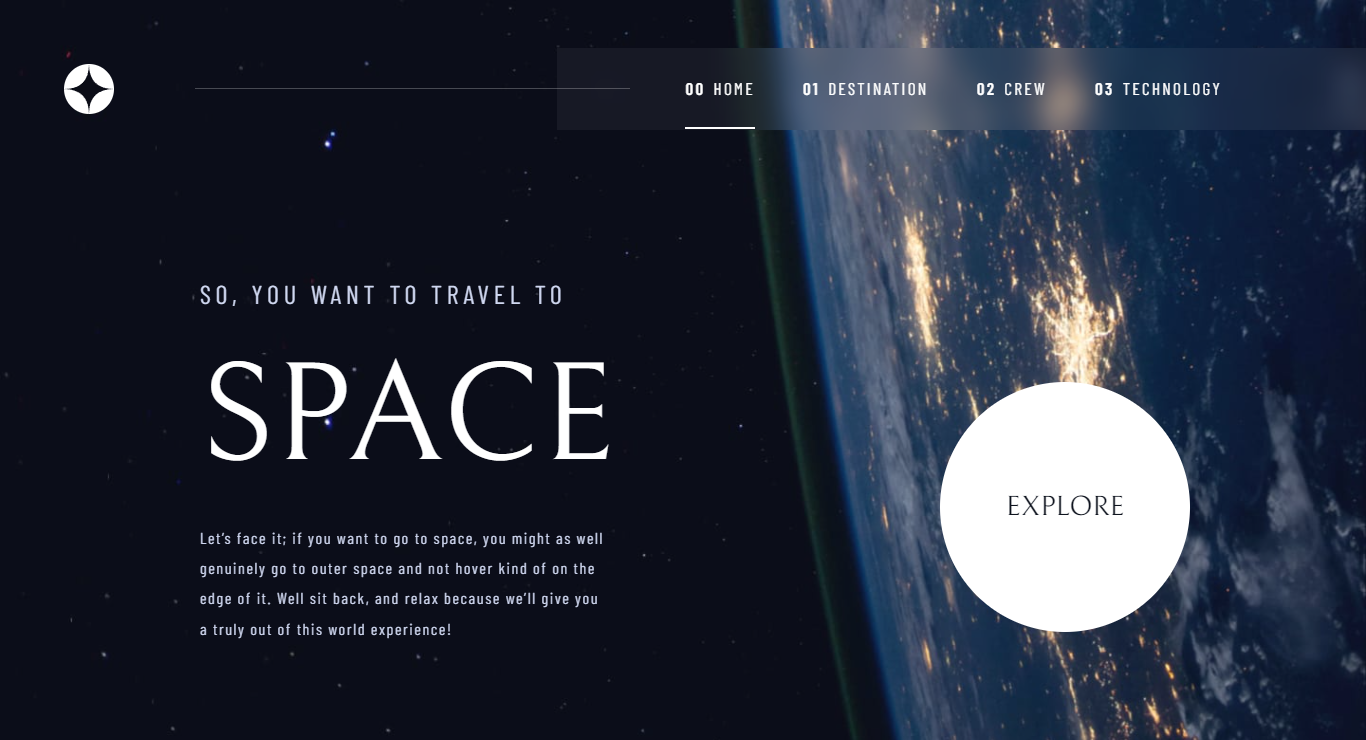 00 HOME 01 DESTINATION 02 CREW 03 TECHNOLOGY
SO, YOU WANT TO TRAVEL TO
SPACE
Let’s face it; if you want to go to space, you might as well
genuinely go to outer space and not hover kind of on the
edge of it. Well sit back, and relax because we’ll give you
a truly out of this world experience!
EXPLORE